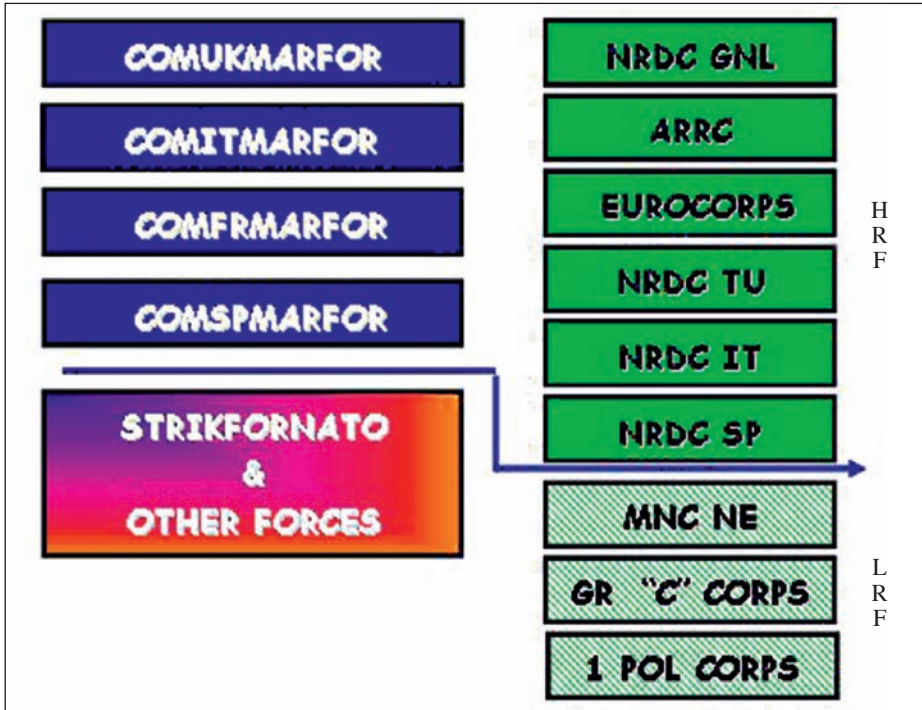 COMUKMARFOR
COMITMARFOR
COMFRMARFOR
COMSPMARFOR
STRIKFORNATO
&
OTHER FORCES
NRDC GNL
ARRC
EUROCORPS
NRDC TU
NRDC IT
NRDC SP
MNC NE
GR “C” CORPS
1 POL CORPS
H
R
F
L
R
F